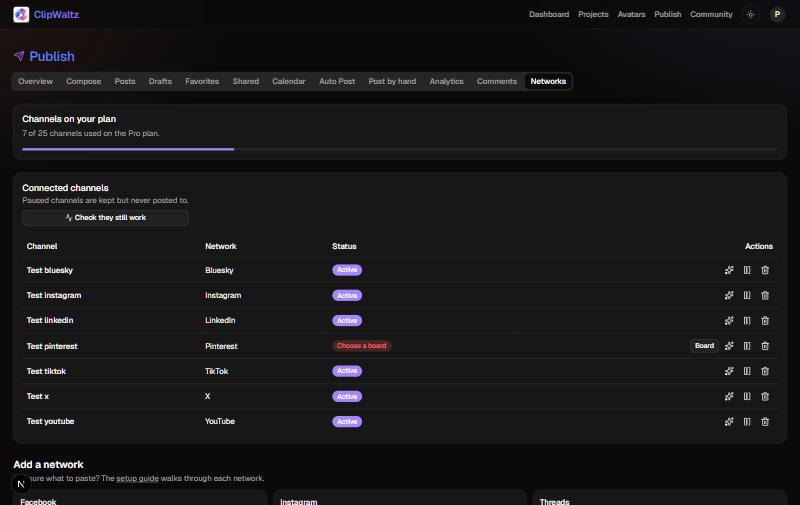 ClipWaltz
Dashboard Projects Avatars Publish Community P
Publish
Overview Compose Posts Drafts Favorites Shared Calendar Auto Post Post by hand Analytics Comments Networks
Channels on your plan
7 of 25 channels used on the Pro plan.
Connected channels
Paused channels are kept but never posted to.
Check they still work
Channel Network Status Actions
Test bluesky Bluesky Active
Test instagram Instagram Active
Test linkedin LinkedIn Active
Test pinterest Pinterest Choose a board Board
Test tiktok TikTok Active
Test x X Active
Test youtube YouTube Active
Add a network
sure what to paste? The setup guide walks through each network.
N
Facebook Instagram Threads